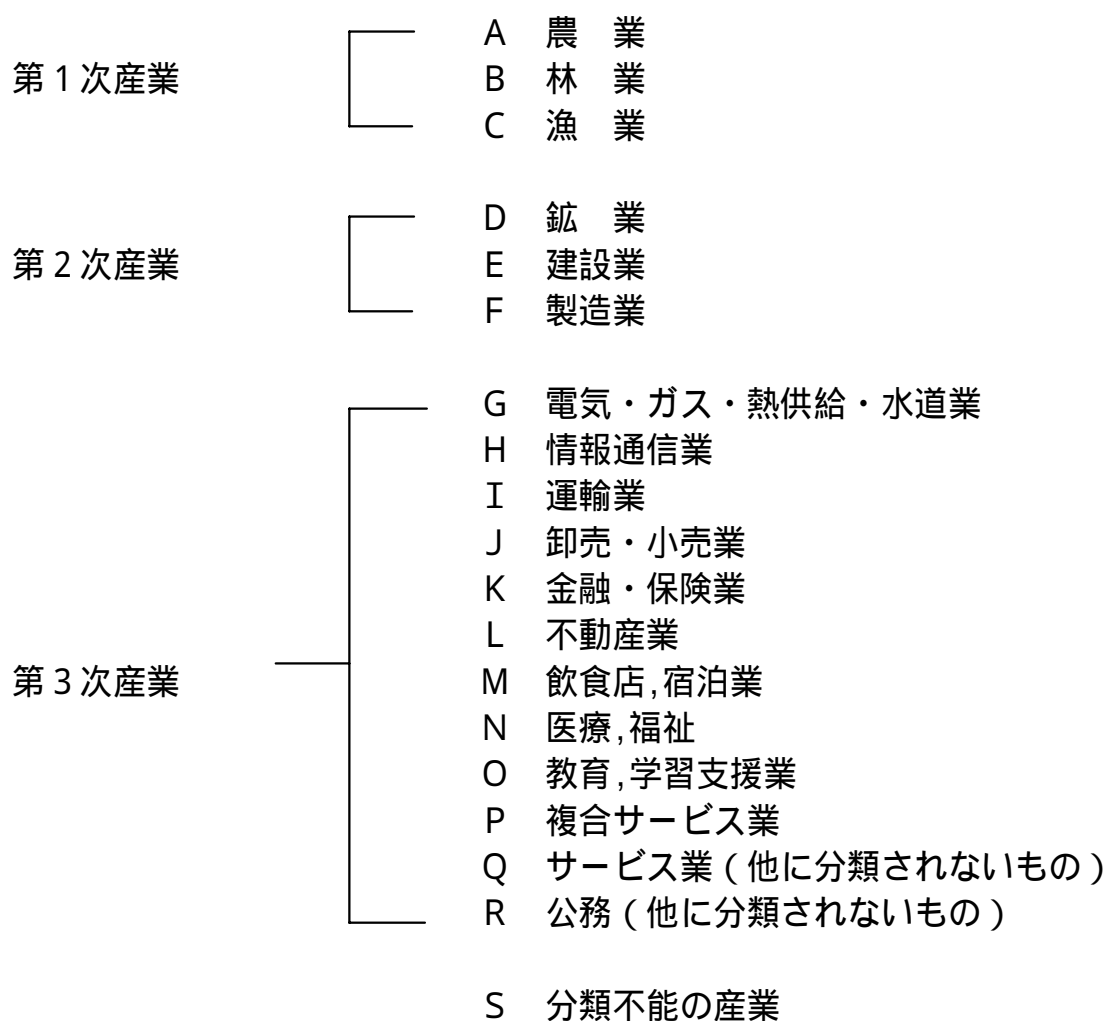 A 農 業
第1次産業 B 林 業
C 漁 業
D 鉱 業
第2次産業 E 建設業
F 製造業
G 電気・ガス・熱供給・水道業
H 情報通信業
I 運輸業
J 卸売・小売業
K 金融・保険業
L 不動産業
第3次産業 M 飲食店,宿泊業
N 医療,福祉
O 教育,学習支援業
P 複合サービス業
Q サービス業(他に分類されないもの)
R 公務(他に分類されないもの)
S 分類不能の産業